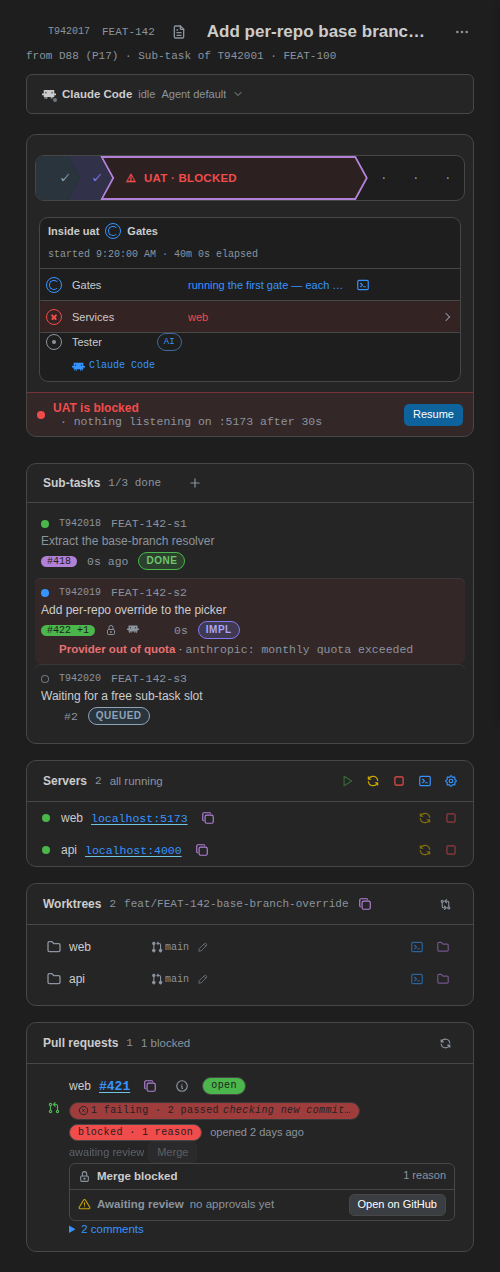 T942017 FEAT-142 Add per-repo base branc…
from D88 (P17) · Sub-task of T942001 · FEAT-100
Claude Code idle Agent default
UAT · BLOCKED
Inside uat Gates
started 9:20:00 AM · 40m 0s elapsed
Gates running the first gate — each …
Services web
Tester AI
Claude Code
UAT is blocked
· nothing listening on :5173 after 30s
Resume
Sub-tasks 1/3 done
T942018 FEAT-142-s1
Extract the base-branch resolver
#418 0s ago DONE
T942019 FEAT-142-s2
Add per-repo override to the picker
#422 +1 0s IMPL
Provider out of quota · anthropic: monthly quota exceeded
T942020 FEAT-142-s3
Waiting for a free sub-task slot
#2 QUEUED
Servers 2 all running
web localhost:5173
api localhost:4000
Worktrees 2 feat/FEAT-142-base-branch-override
web main
api main
Pull requests 1 1 blocked
web #421 open
1 failing · 2 passed checking new commit…
blocked · 1 reason opened 2 days ago
awaiting review Merge
Merge blocked 1 reason
Awaiting review no approvals yet Open on GitHub
2 comments